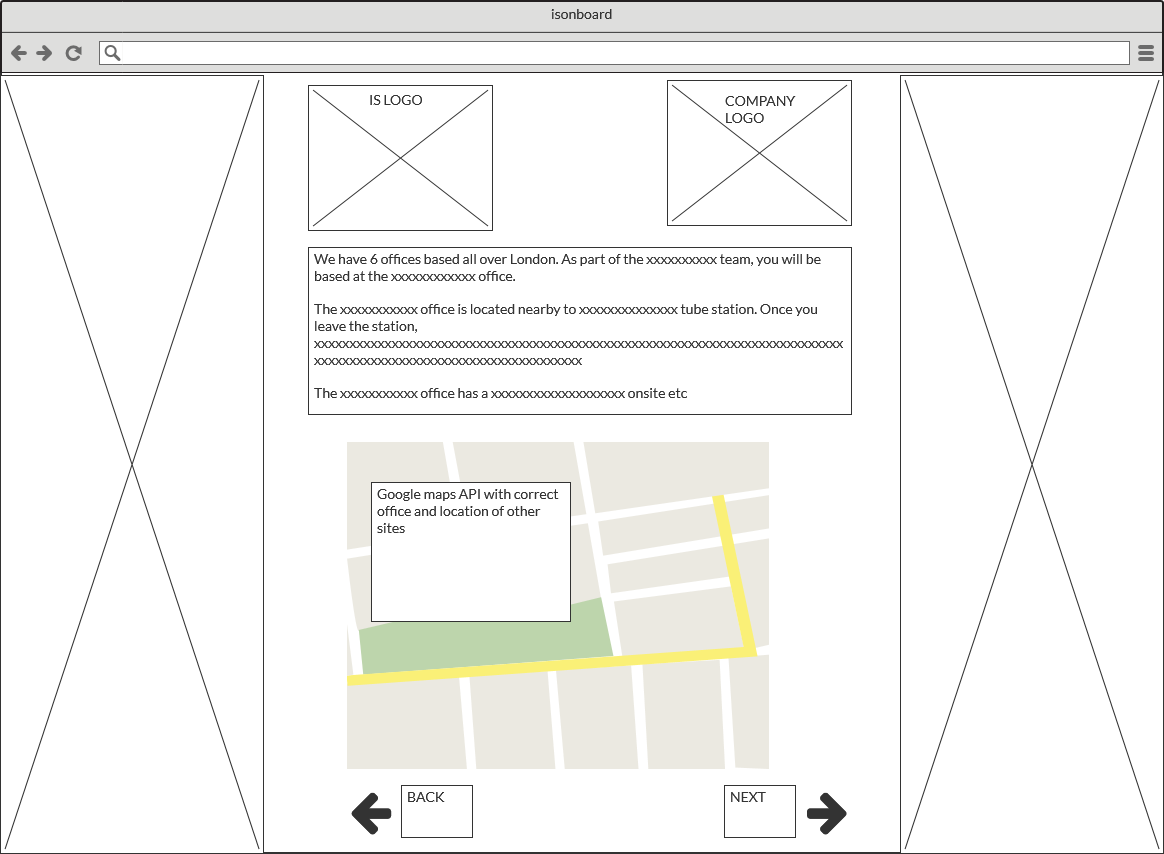 isonboard
IS LOGO
COMPANY
LOGO
We have 6 offices based all over London. As part of the xxxxxxxxxx team, you will be
based at the xxxxxxxxxxxx office.
The xxxxxxxxxxx office is located nearby to xxxxxxxxxxxxxx tube station. Once you
leave the station,
xxxxxxxxxxxxxxxxxxxxxxxxxxxxxxxxxxxxxxxxxxxxxxxxxxxxxxxxxxxxxxxxxxxxxxxxxxx
xxxxxxxxxxxxxxxxxxxxxxxxxxxxxxxxxxxxxx
The xxxxxxxxxxx office has a xxxxxxxxxxxxxxxxxxx onsite etc
Google maps API with correct
office and location of other
sites
BACK
NEXT